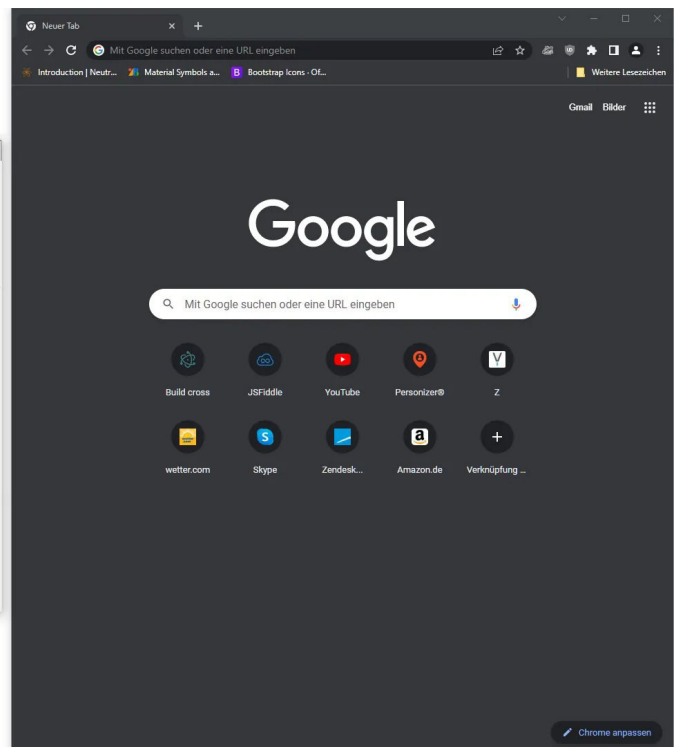 Neuer Tab
Mit Google suchen oder eine URL eingeben
Introduction | Neutr... Material Symbols a... B Bootstrap Icons · Of... Weitere Lesezeichen
Gmail Bilder
Google
Mit Google suchen oder eine URL eingeben
Build cross JSFiddle YouTube Personizer® Z
wetter.com Skype Zendesk... Amazon.de Verknüpfung ...
Chrome anpassen